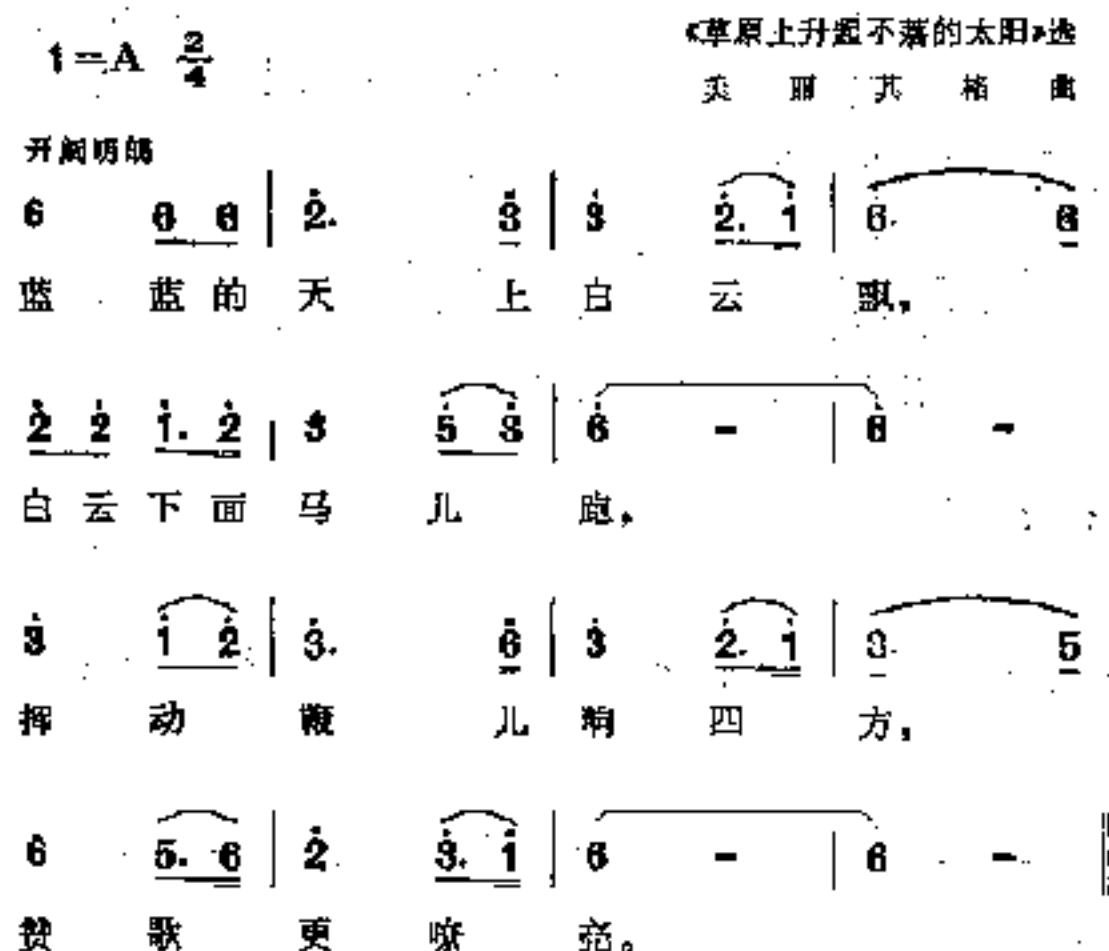 1=A 2/4
《草原上升起不落的太阳》选
美丽其格曲
开阔明朗
6 6 6 | 2̇. 3̇ | 3̇ 2̇. 1̇ | 6. 6
蓝 蓝的天 上白 云 飘,
2̇ 2̇ 1̇. 2̇ | 3 5̇ 3̇ | 6̇ - | 6̇ -
白云下面马 儿 跑,
3̇ 1̇ 2̇ | 3̇. 6̇ | 3̇ 2̇. 1̇ | 3. 5
挥 动 鞭 儿响 四 方,
6 5. 6 | 2̇ 3̇. 1̇ | 6 - | 6 -
赞 歌 更 嘹 亮。